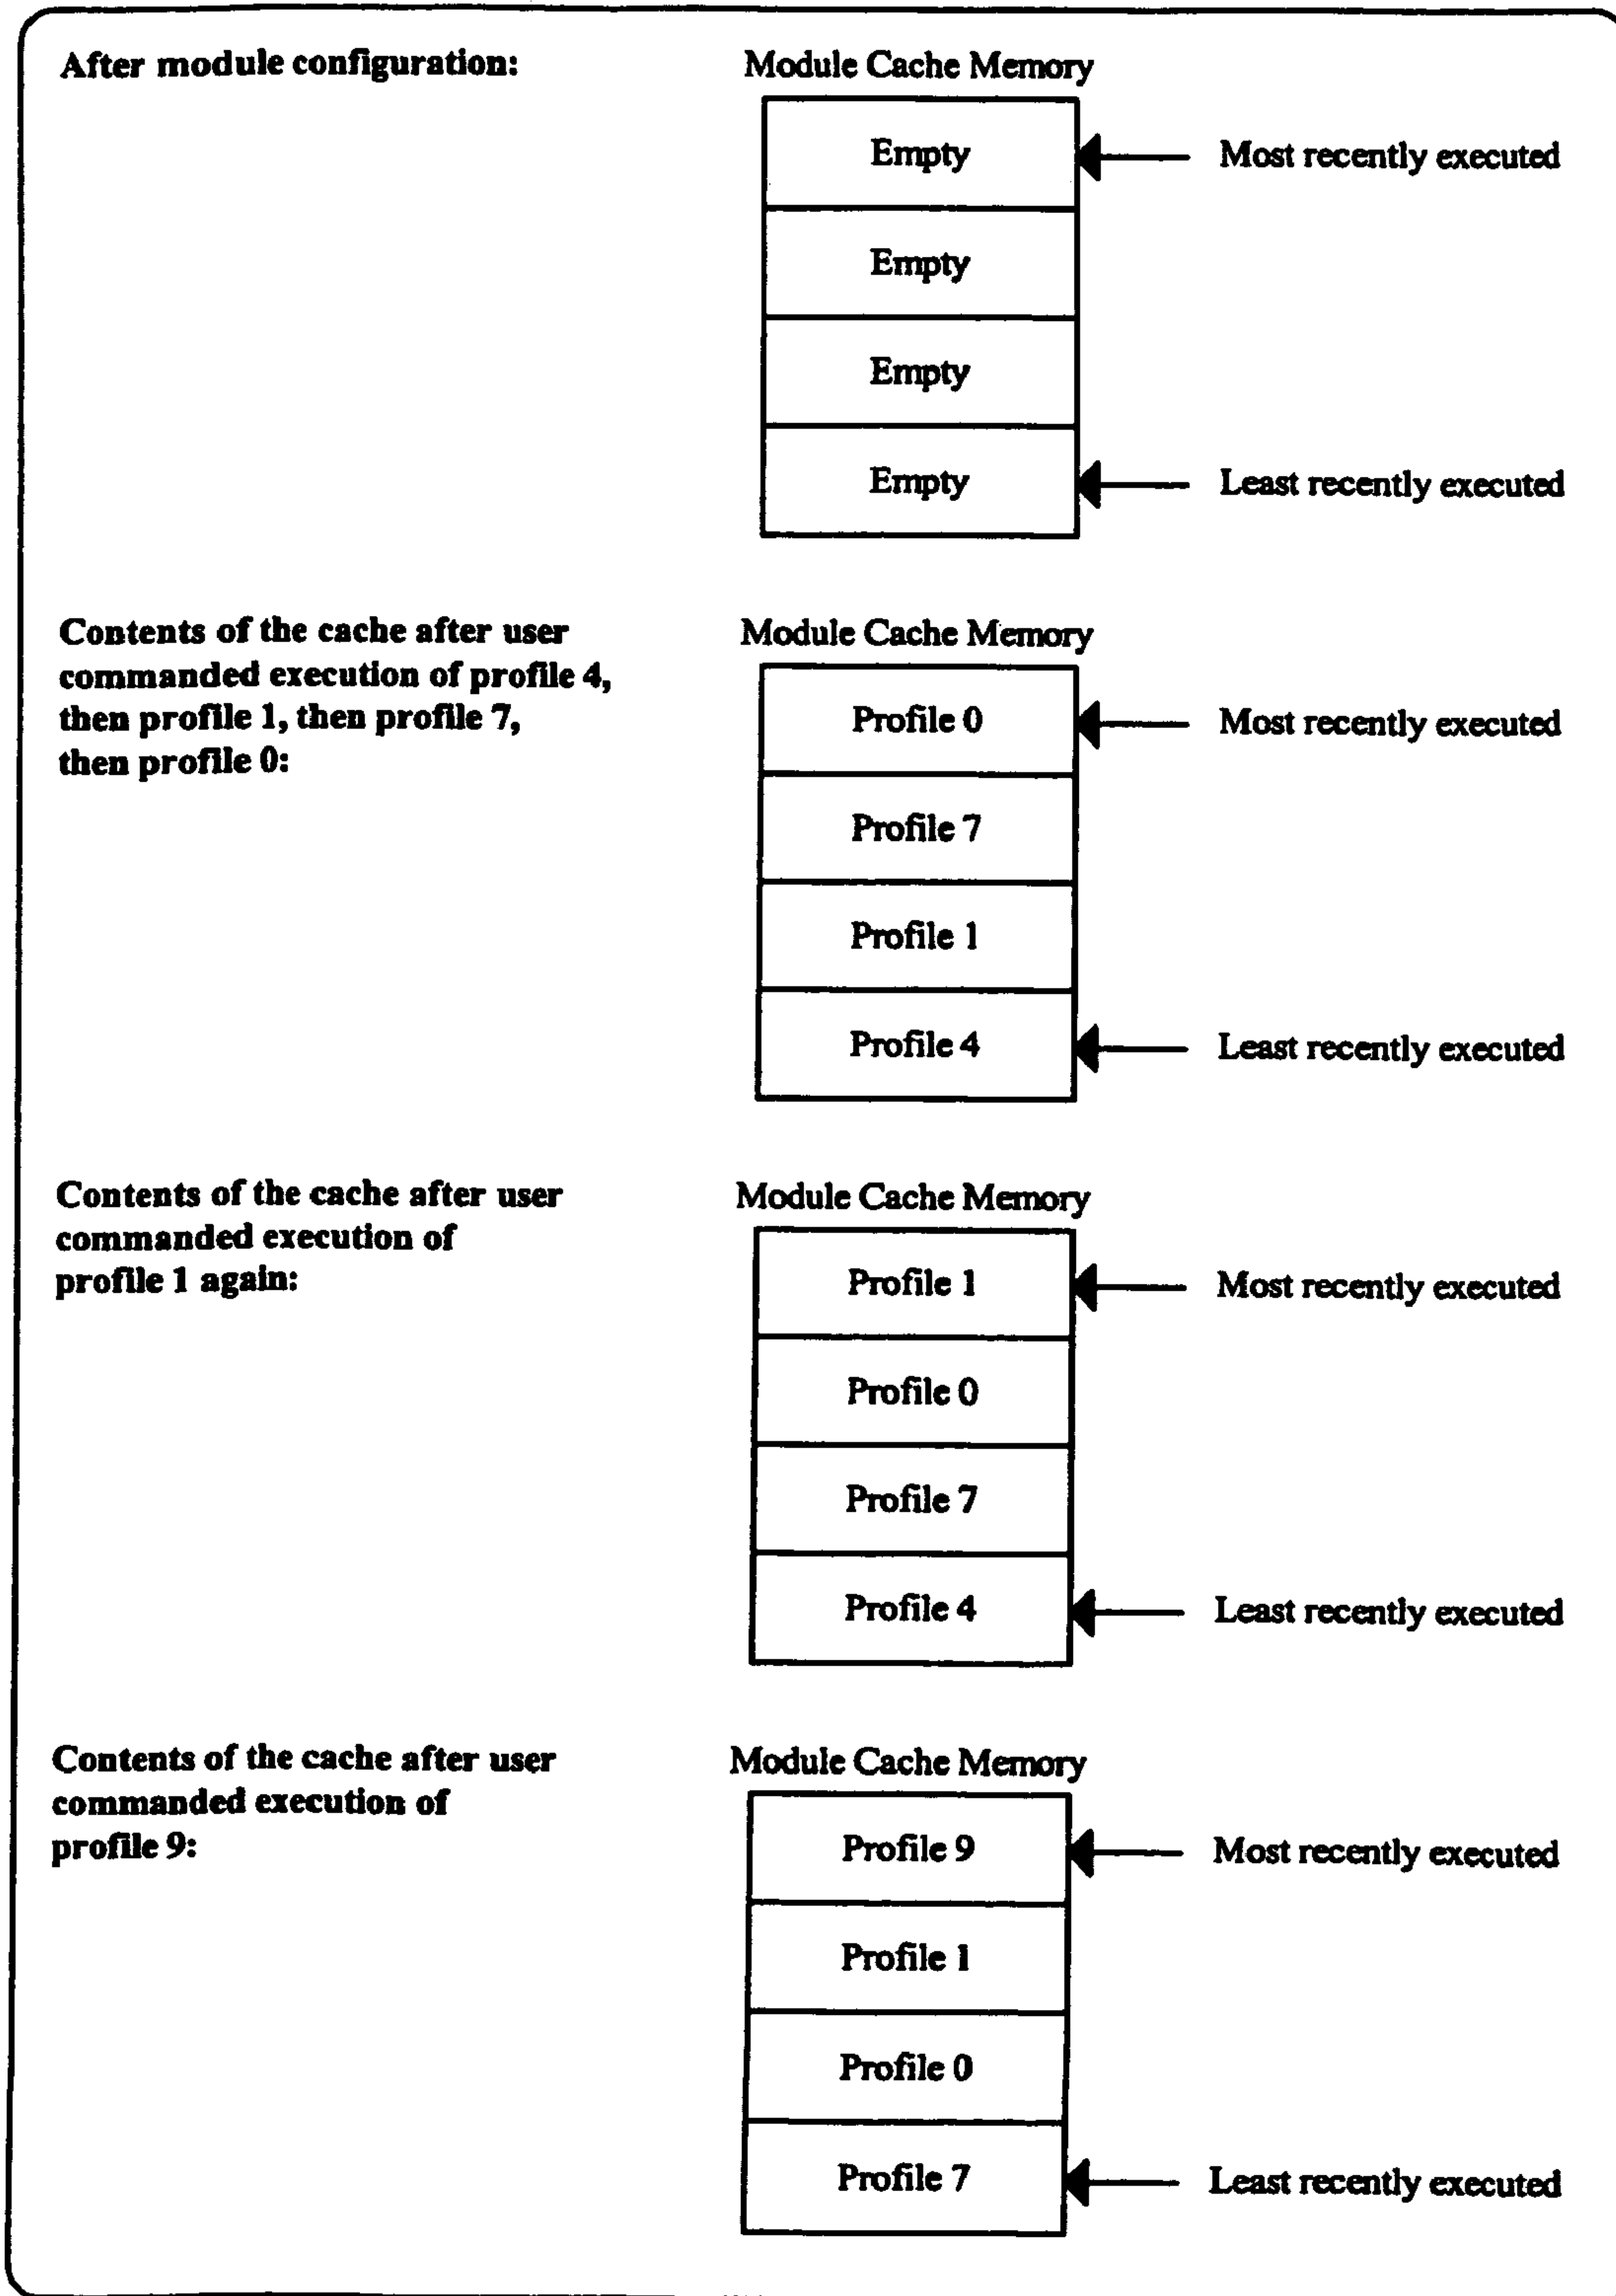 After module configuration:
Module Cache Memory
Empty
Most recently executed
Empty
Empty
Empty
Least recently executed
Contents of the cache after user
commanded execution of profile 4,
then profile 1, then profile 7,
then profile 0:
Module Cache Memory
Profile 0
Most recently executed
Profile 7
Profile 1
Profile 4
Least recently executed
Contents of the cache after user
commanded execution of
profile 1 again:
Module Cache Memory
Profile 1
Most recently executed
Profile 0
Profile 7
Profile 4
Least recently executed
Contents of the cache after user
commanded execution of
profile 9:
Module Cache Memory
Profile 9
Most recently executed
Profile 1
Profile 0
Profile 7
Least recently executed